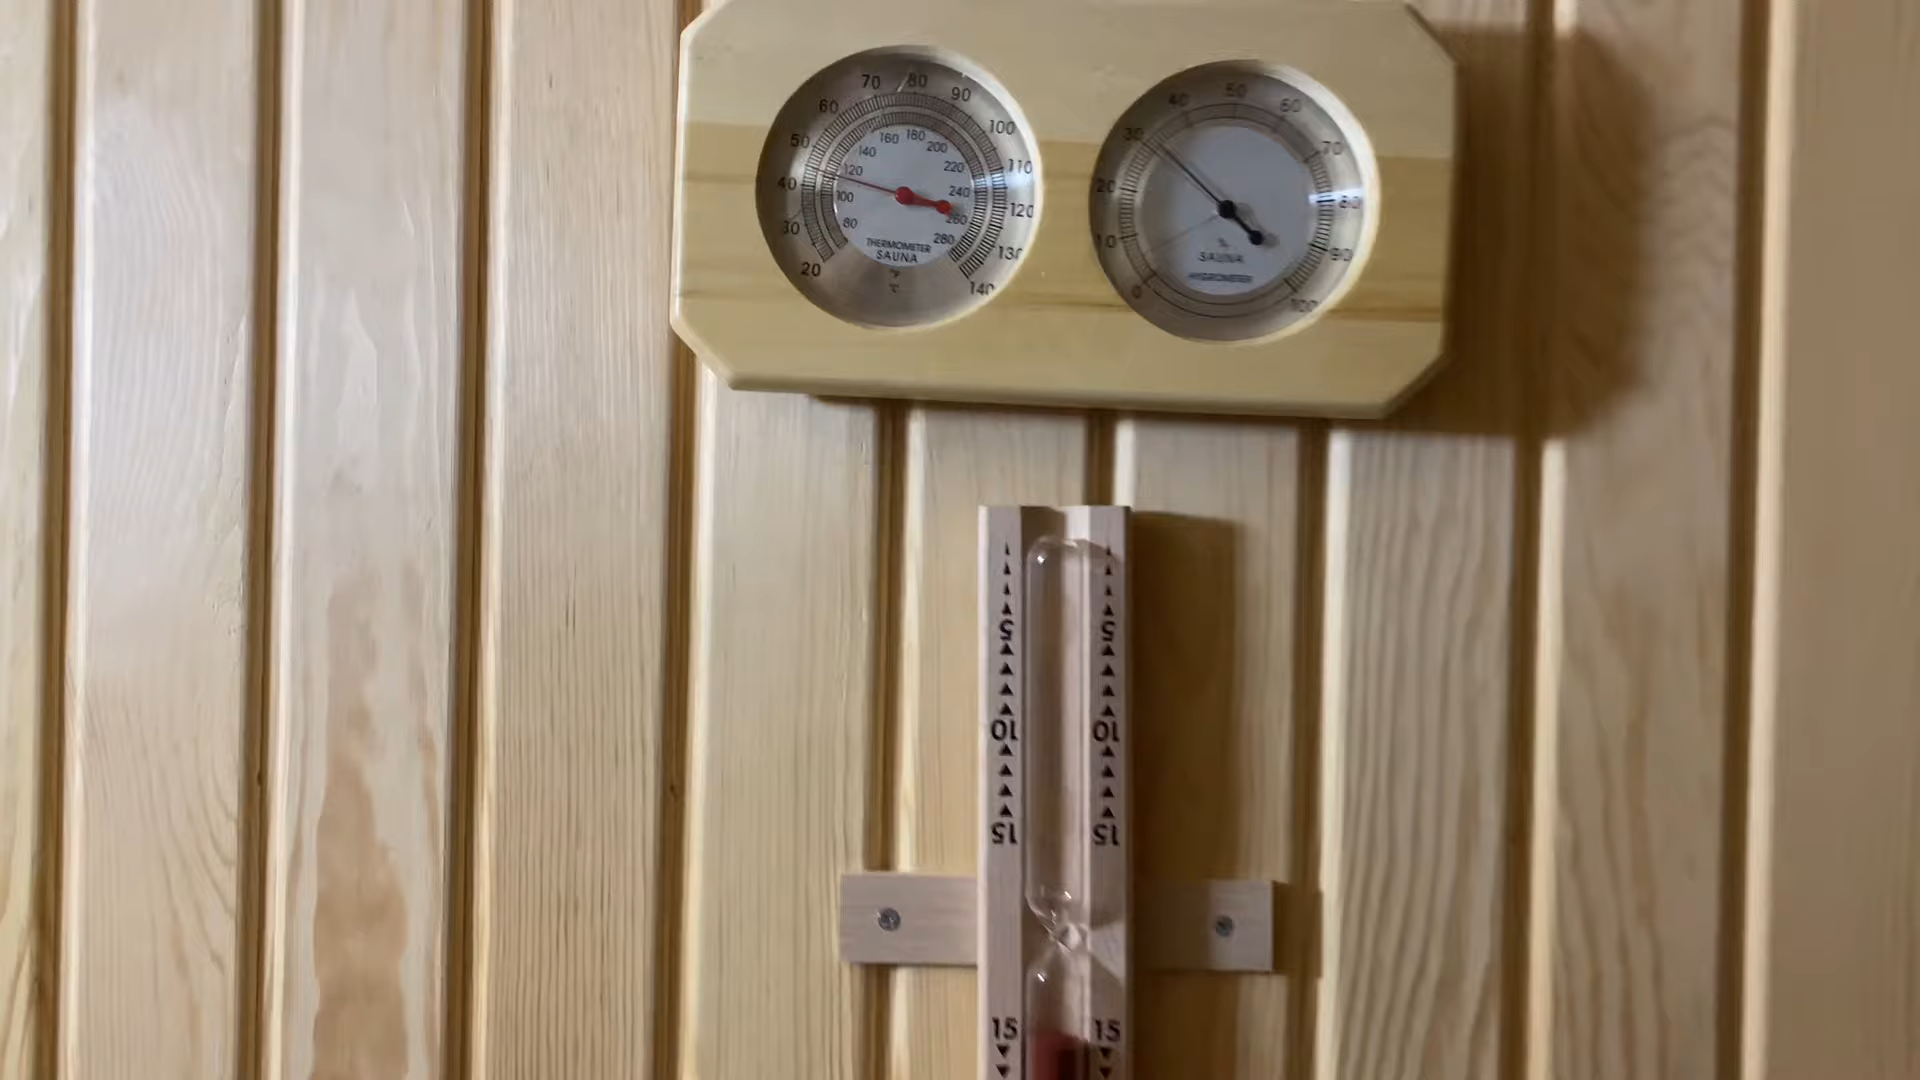 20 30 40 50 60 70 80 90 100 110 120 130 140
80 100 120 140 160 180 200 220 240 260 280
THERMOMETER
SAUNA
°F
°C
0 10 20 30 40 50 60 70 80 90 100
%
SAUNA
HYGROMETER
5 5
10 10
15 15
15 15